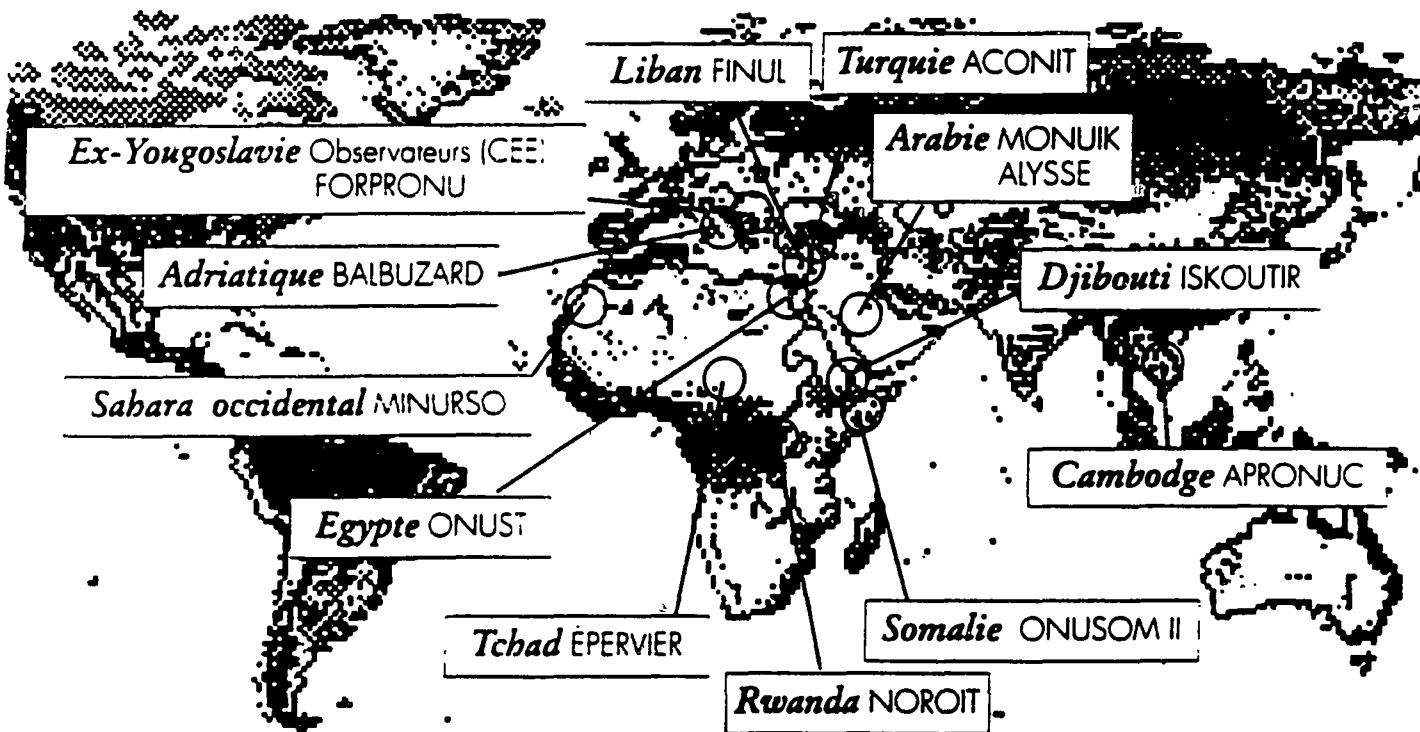 Liban FINUL
Turquie ACONIT
Ex-Yougoslavie Observateurs (CEE)
FORPRONU
Arabie MONUIK
ALYSSE
Adriatique BALBUZARD
Djibouti ISKOUTIR
Sahara occidental MINURSO
Cambodge APRONUC
Egypte ONUST
Tchad ÉPERVIER
Somalie ONUSOM II
Rwanda NOROIT